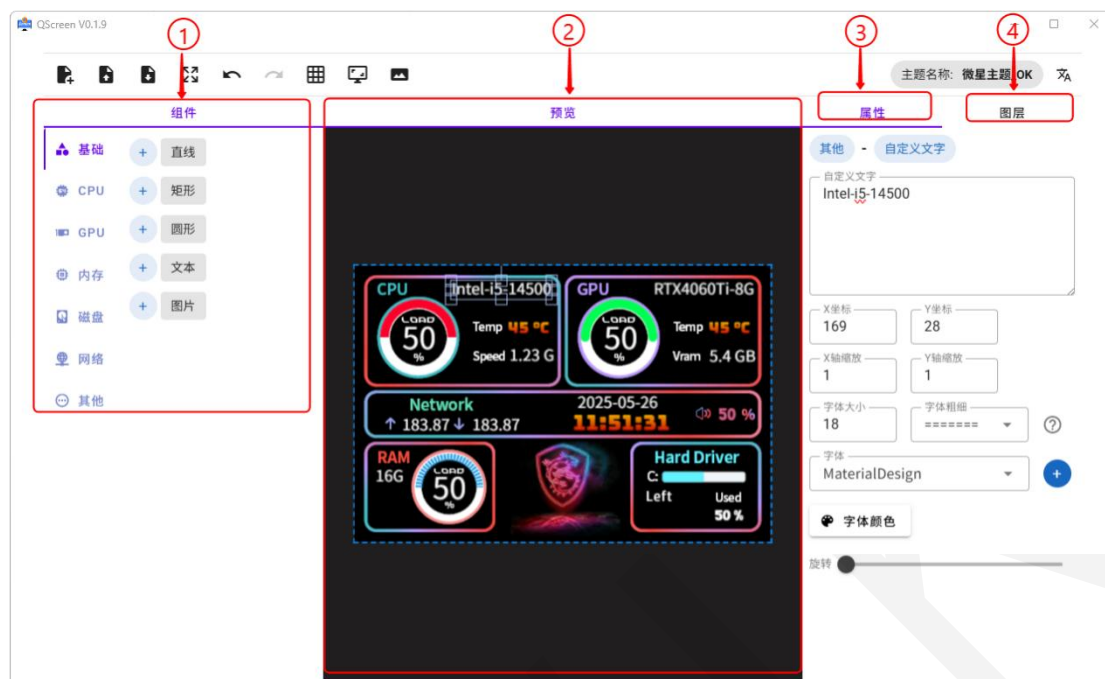 QScreen V0.1.9
1
2
3
4
主题名称: 微星主题 OK
组件
预览
属性
图层
基础
CPU
GPU
内存
磁盘
网络
其他
+ 直线
+ 矩形
+ 圆形
+ 文本
+ 图片
CPU Intel-i5-14500
LOAD
50
%
Temp 45 °C
Speed 1.23 G
GPU RTX4060Ti-8G
LOAD
50
%
Temp 45 °C
Vram 5.4 GB
Network
↑ 183.87 ↓ 183.87
2025-05-26
11:51:31
50 %
RAM
16G
LOAD
50
%
Hard Driver
C:
Left Used
50 %
其他 - 自定义文字
自定义文字
Intel-i5-14500
X坐标 Y坐标
169 28
X轴缩放 Y轴缩放
1 1
字体大小 字体粗细
18 =======
字体
MaterialDesign
+
字体颜色
旋转